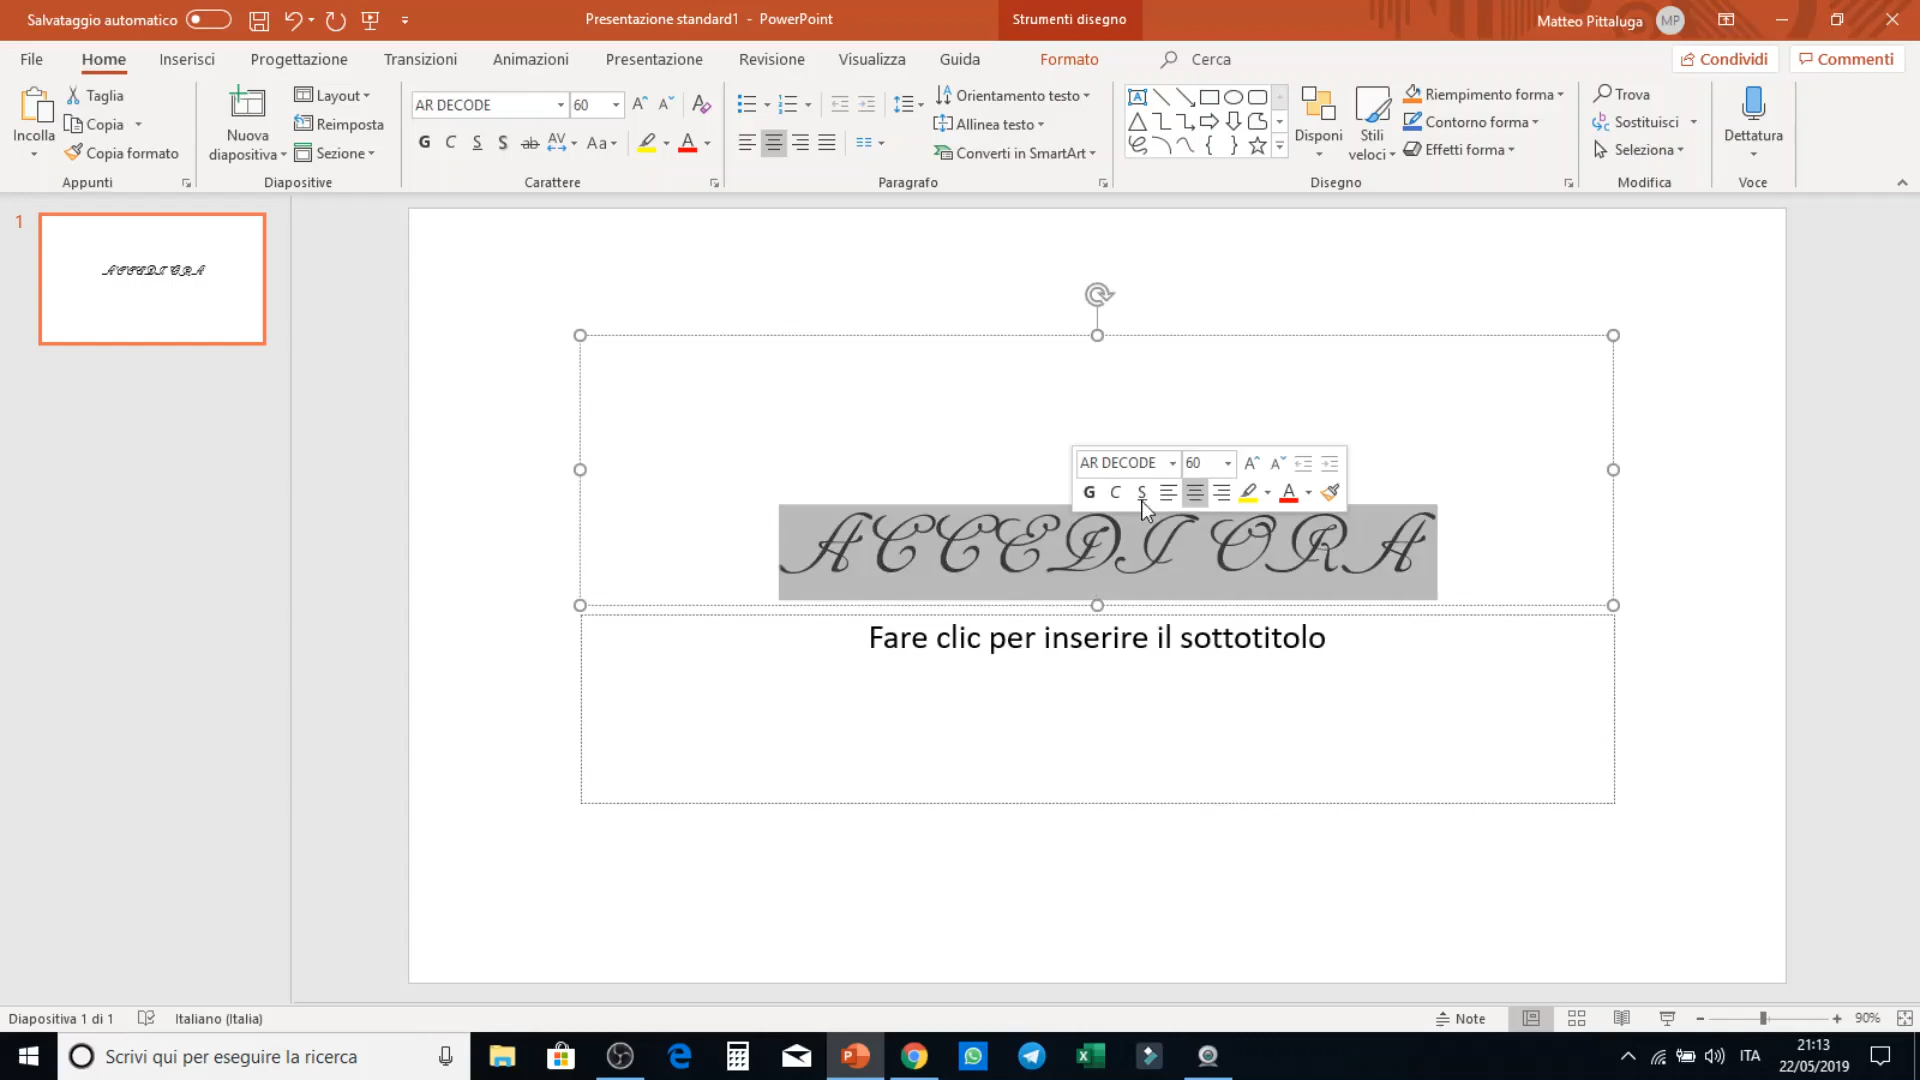 Salvataggio automatico
Presentazione standard1 - PowerPoint
Strumenti disegno
Matteo Pittaluga
MP
File
Home
Inserisci
Progettazione
Transizioni
Animazioni
Presentazione
Revisione
Visualizza
Guida
Formato
Cerca
Condividi
Commenti
Incolla
Taglia
Copia
Copia formato
Appunti
Nuova
diapositiva
Layout
Reimposta
Sezione
Diapositive
AR DECODE
60
G C S S ab AV Aa A
Carattere
Orientamento testo
Allinea testo
Converti in SmartArt
Paragrafo
Disponi
Stili
veloci
Riempimento forma
Contorno forma
Effetti forma
Disegno
Trova
Sostituisci
Seleziona
Modifica
Dettatura
Voce
1
ACCEDI ORA
AR DECODE
60
G C S A
ACCEDI ORA
Fare clic per inserire il sottotitolo
Diapositiva 1 di 1
Italiano (Italia)
Note
90%
Scrivi qui per eseguire la ricerca
ITA
21:13
22/05/2019